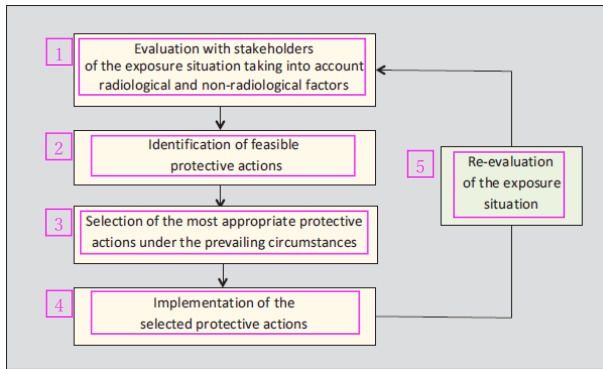 1
Evaluation with stakeholders
of the exposure situation taking into account
radiological and non-radiological factors
2
Identification of feasible
protective actions
3
Selection of the most appropriate protective
actions under the prevailing circumstances
4
Implementation of the
selected protective actions
5
Re-evaluation
of the exposure
situation